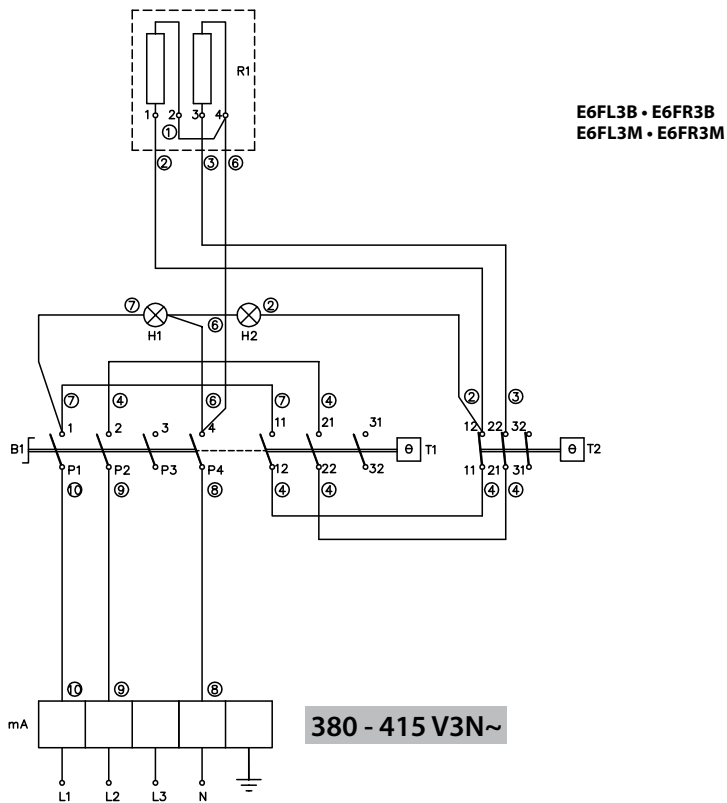 R1
1 2 3 4
①
② ③ ⑥
E6FL3B • E6FR3B
E6FL3M • E6FR3M
⑦ ⑥ ②
H1 H2
⑦ ④ ⑥ ⑦ ④ ② ③
1 2 3 4 11 21 31 12 22 32
B1 T1 T2
P1 P2 P3 P4 12 22 32 11 21 31
⑩ ⑨ ⑧ ④ ④ ④ ④
⑩ ⑨ ⑧
mA
380 - 415 V3N~
L1 L2 L3 N
θ θ